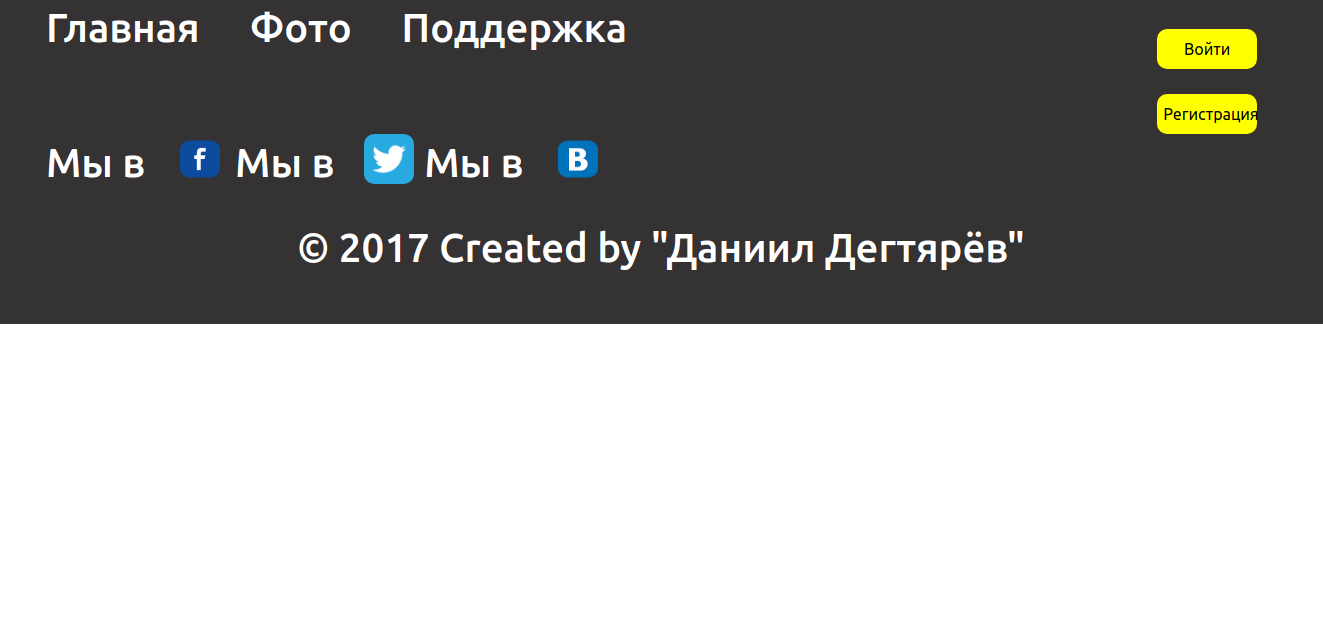 Главная Фото Поддержка
Войти
Регистрация
Мы в f Мы в Мы в B
© 2017 Created by "Даниил Дегтярёв"